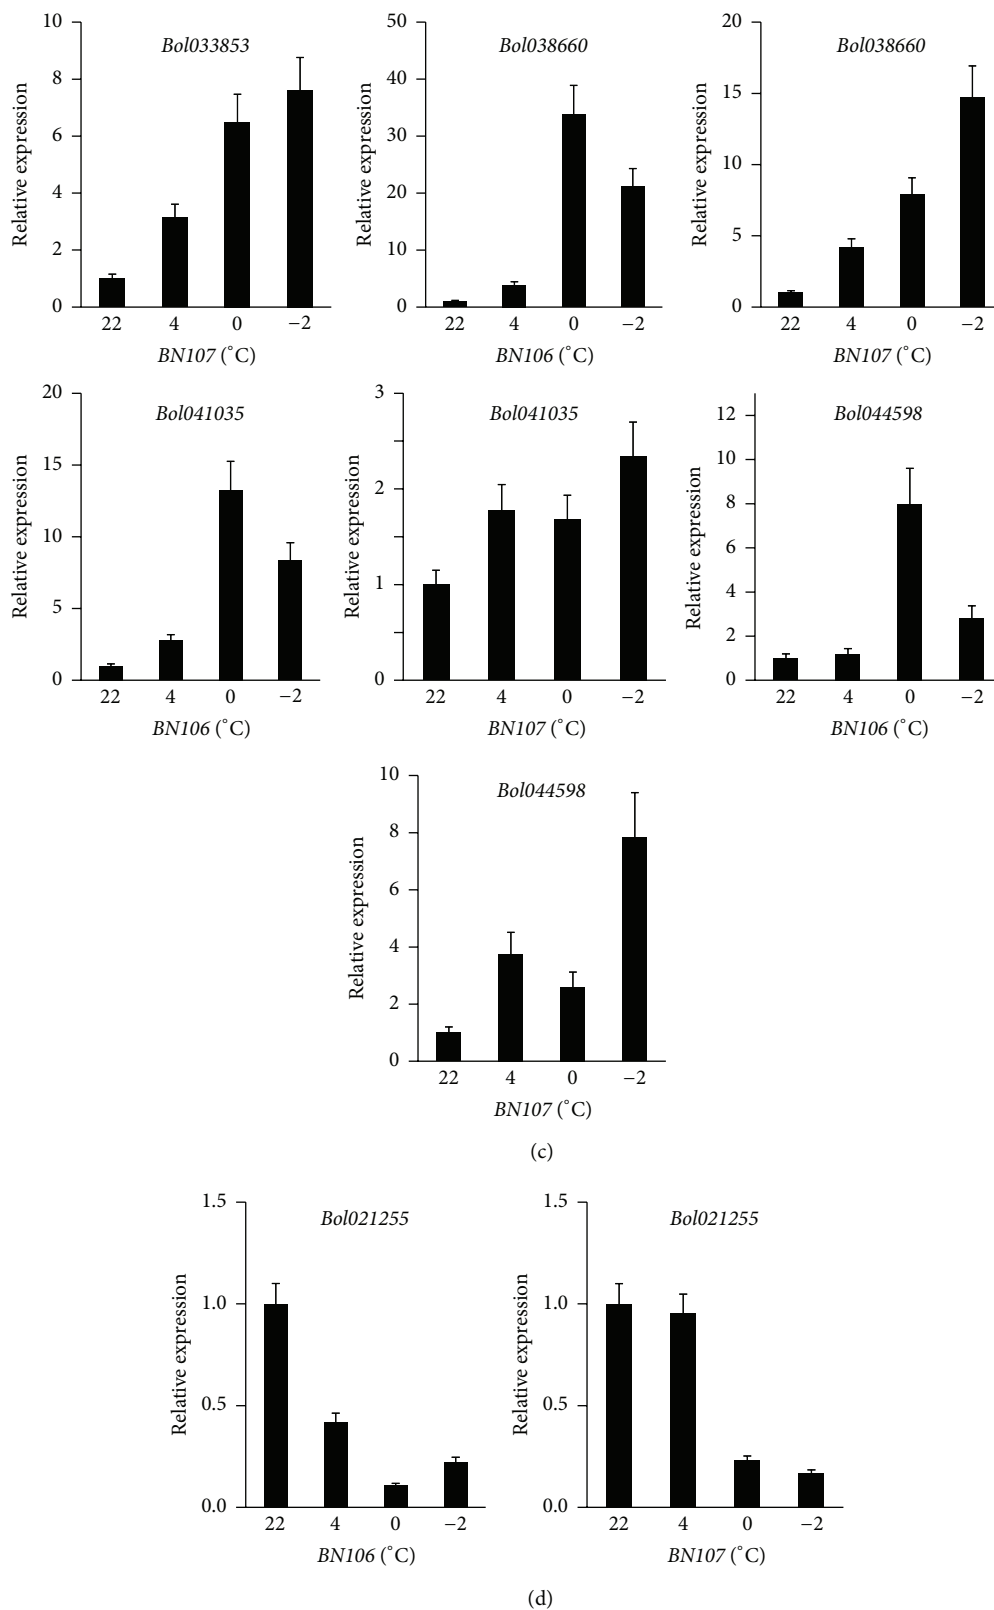 Bol033853
Relative expression
10
8
6
4
2
0
22 4 0 −2
BN107 (°C)
Bol038660
Relative expression
50
40
30
20
10
0
22 4 0 −2
BN106 (°C)
Bol038660
Relative expression
20
15
10
5
0
22 4 0 −2
BN107 (°C)
Bol041035
Relative expression
20
15
10
5
0
22 4 0 −2
BN106 (°C)
Bol041035
Relative expression
3
2
1
0
22 4 0 −2
BN107 (°C)
Bol044598
Relative expression
12
10
8
6
4
2
0
22 4 0 −2
BN106 (°C)
Bol044598
Relative expression
10
8
6
4
2
0
22 4 0 −2
BN107 (°C)
(c)
Bol021255
Relative expression
1.5
1.0
0.5
0.0
22 4 0 −2
BN106 (°C)
Bol021255
Relative expression
1.5
1.0
0.5
0.0
22 4 0 −2
BN107 (°C)
(d)